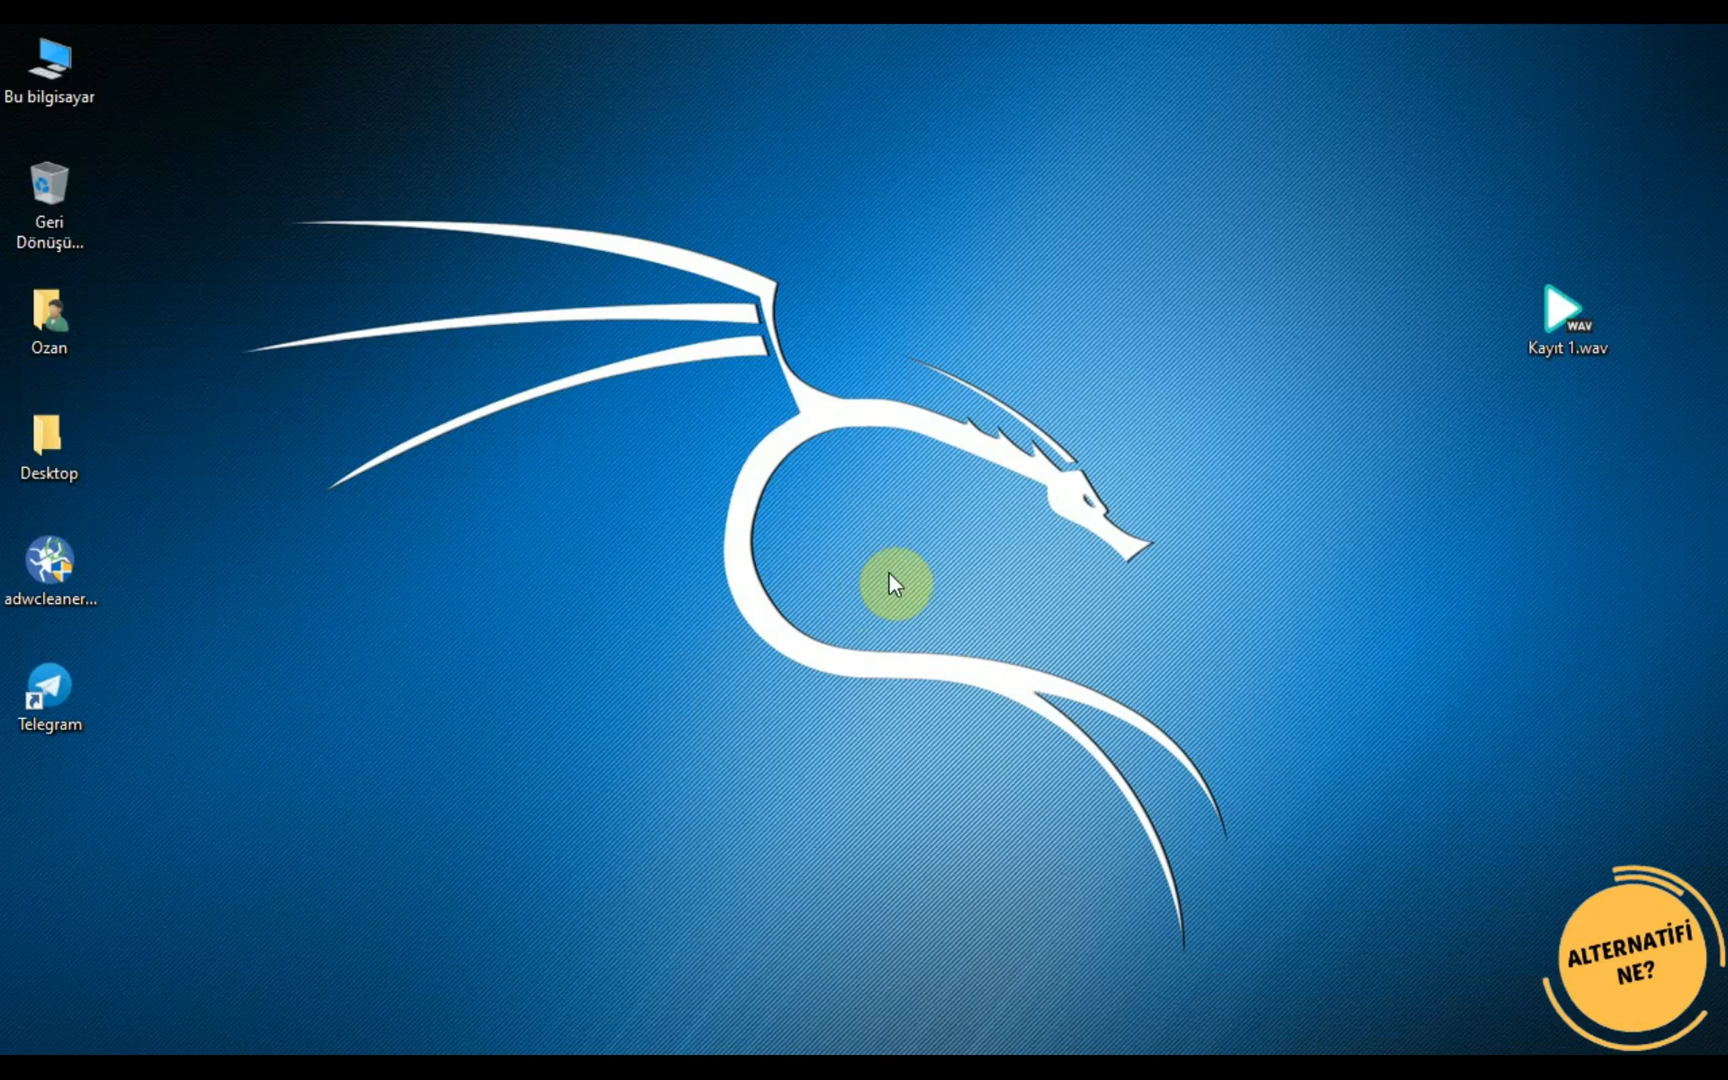 Bu bilgisayar
Geri
Dönüşü...
Ozan
Desktop
adwcleaner...
Telegram
WAV
Kayıt 1.wav
ALTERNATİFİ
NE?